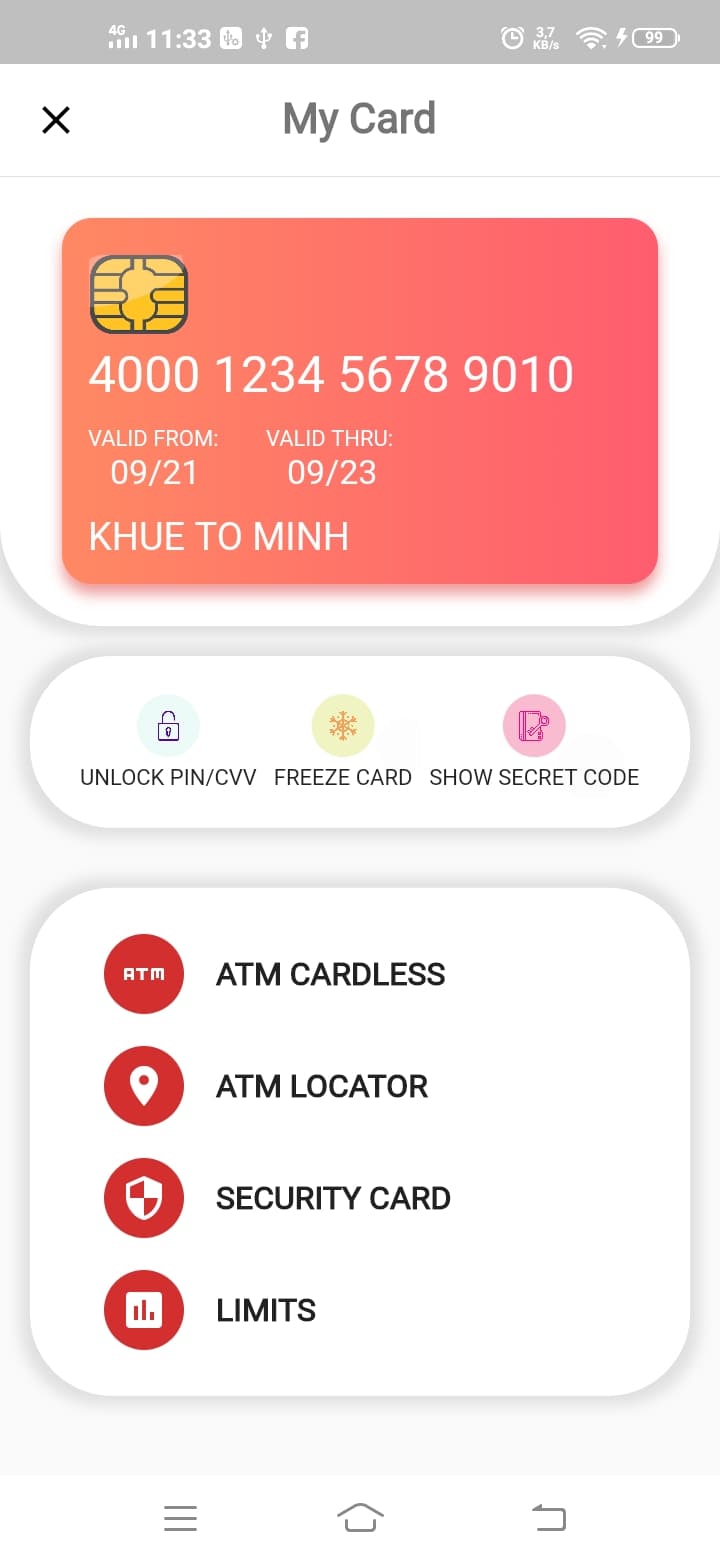 4G 11:33 3,7 KB/s 99
My Card
4000 1234 5678 9010
VALID FROM: VALID THRU:
09/21 09/23
KHUE TO MINH
UNLOCK PIN/CVV FREEZE CARD SHOW SECRET CODE
ATM ATM CARDLESS
ATM LOCATOR
SECURITY CARD
LIMITS